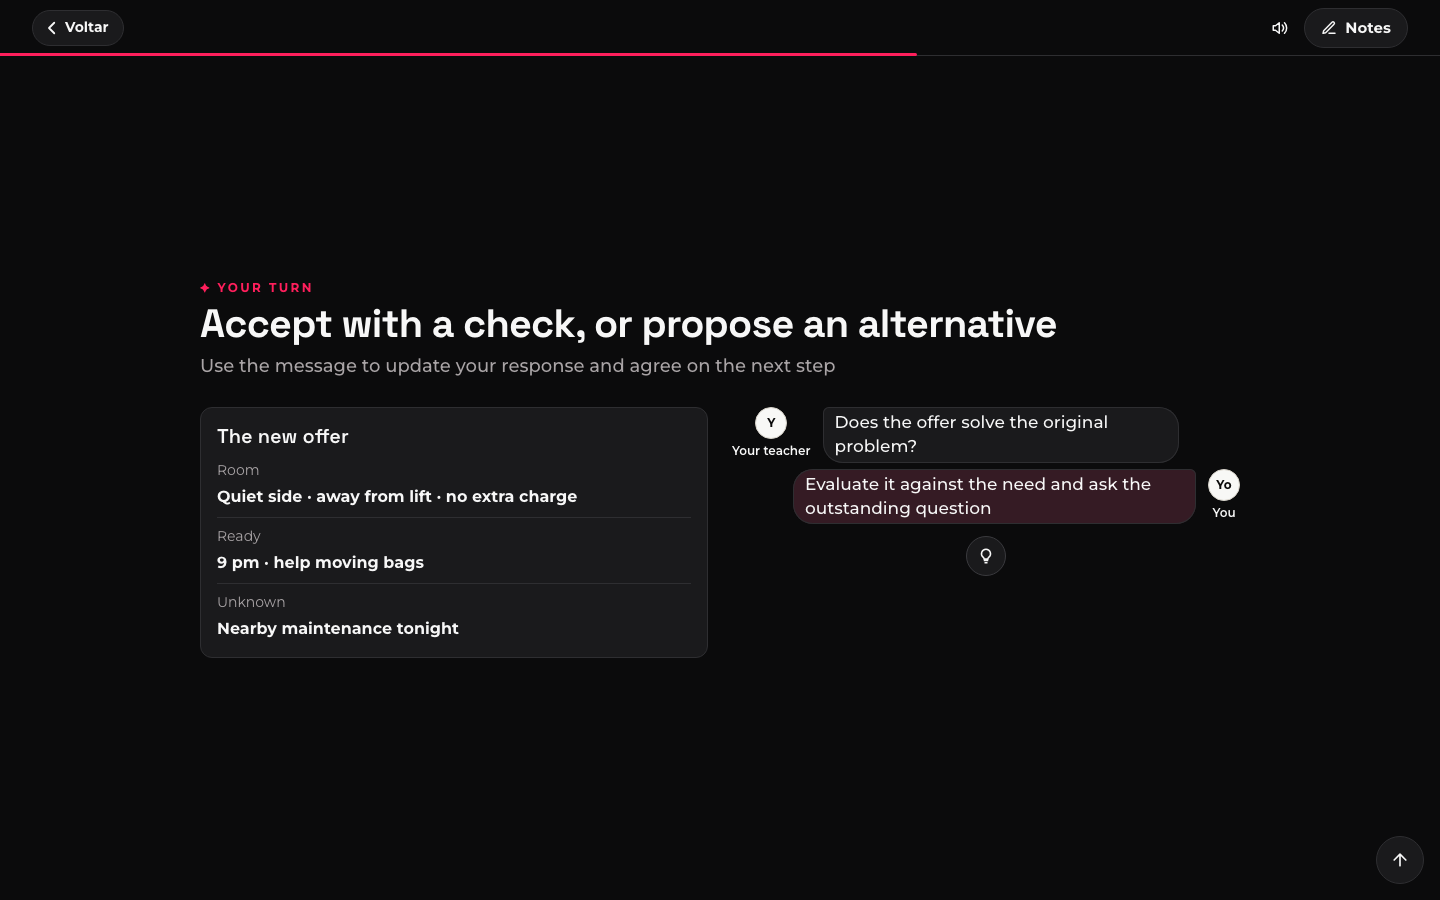 Voltar
Notes
YOUR TURN
Accept with a check, or propose an alternative
Use the message to update your response and agree on the next step
The new offer
Room
Quiet side · away from lift · no extra charge
Ready
9 pm · help moving bags
Unknown
Nearby maintenance tonight
Y
Your teacher
Does the offer solve the original
problem?
Evaluate it against the need and ask the
outstanding question
Yo
You